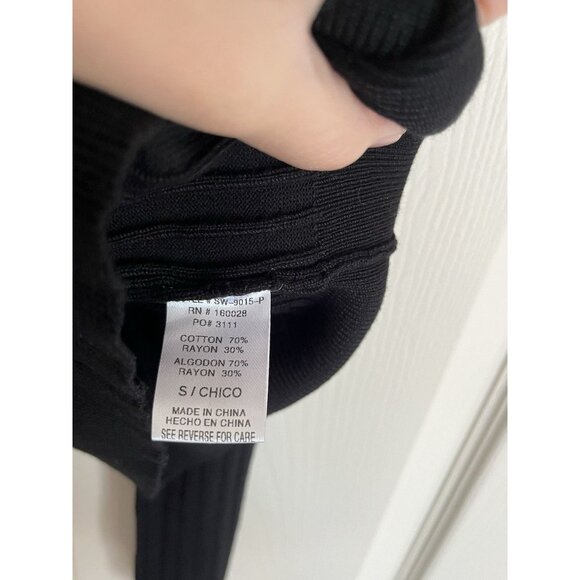 # SW-9015-P
RN # 160028
PO# 3111
COTTON 70%
RAYON 30%
ALGODON 70%
RAYON 30%
S / CHICO
MADE IN CHINA
HECHO EN CHINA
SEE REVERSE FOR CARE